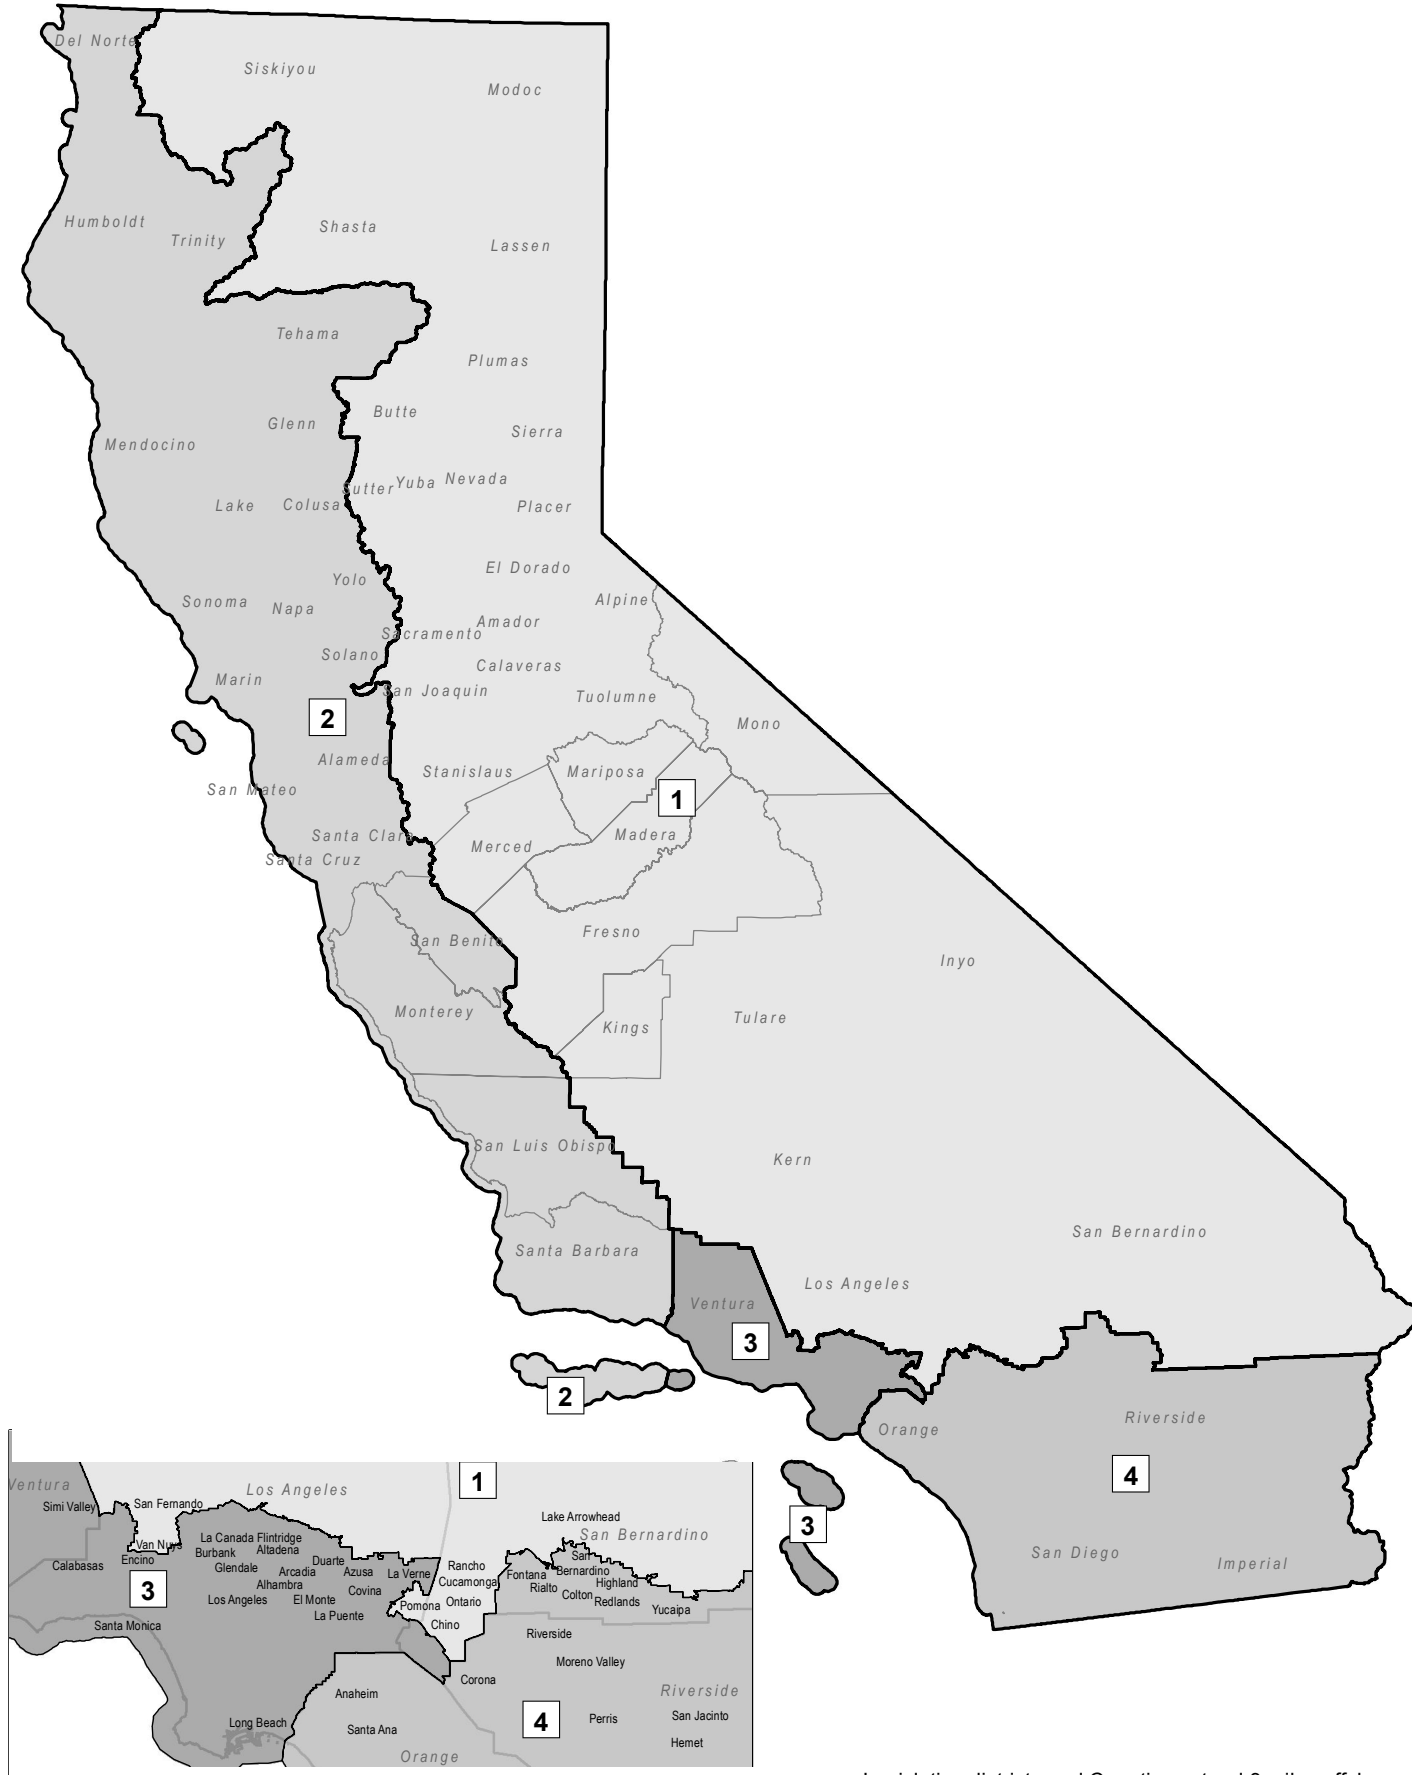 Del Norte
Siskiyou
Modoc
Humboldt
Trinity
Shasta
Lassen
Tehama
Plumas
Butte
Glenn
Sierra
Mendocino
Sutter
Yuba
Nevada
Lake
Colusa
Placer
El Dorado
Yolo
Alpine
Sonoma
Napa
Amador
Sacramento
Solano
Calaveras
Marin
San Joaquin
Tuolumne
2
Mono
Alameda
Stanislaus
Mariposa
San Mateo
1
Santa Clara
Madera
Merced
Santa Cruz
Fresno
San Benito
Inyo
Monterey
Kings
Tulare
San Luis Obispo
Kern
San Bernardino
Santa Barbara
Los Angeles
Ventura
3
2
Riverside
Orange
4
3
San Diego
Imperial
Ventura
Los Angeles
1
Simi Valley
San Fernando
Lake Arrowhead
San Bernardino
Van Nuys
La Canada Flintridge
Altadena
Burbank
Encino
Calabasas
Glendale
Arcadia
Duarte
Azusa
La Verne
Rancho
Cucamonga
Fontana
San
Bernardino
Rialto
Highland
3
Alhambra
Los Angeles
El Monte
Covina
La Puente
Pomona
Ontario
Colton
Redlands
Yucaipa
Santa Monica
Chino
Riverside
Moreno Valley
Corona
Riverside
Anaheim
4
Perris
San Jacinto
Long Beach
Santa Ana
Hemet
Orange